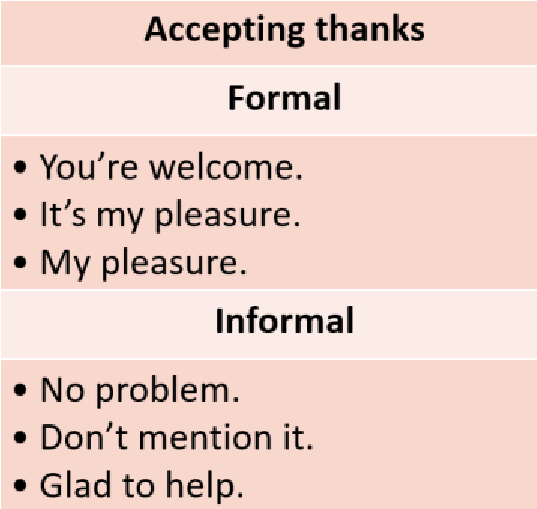 Accepting thanks
Formal
• You’re welcome.
• It’s my pleasure.
• My pleasure.
Informal
• No problem.
• Don’t mention it.
• Glad to help.